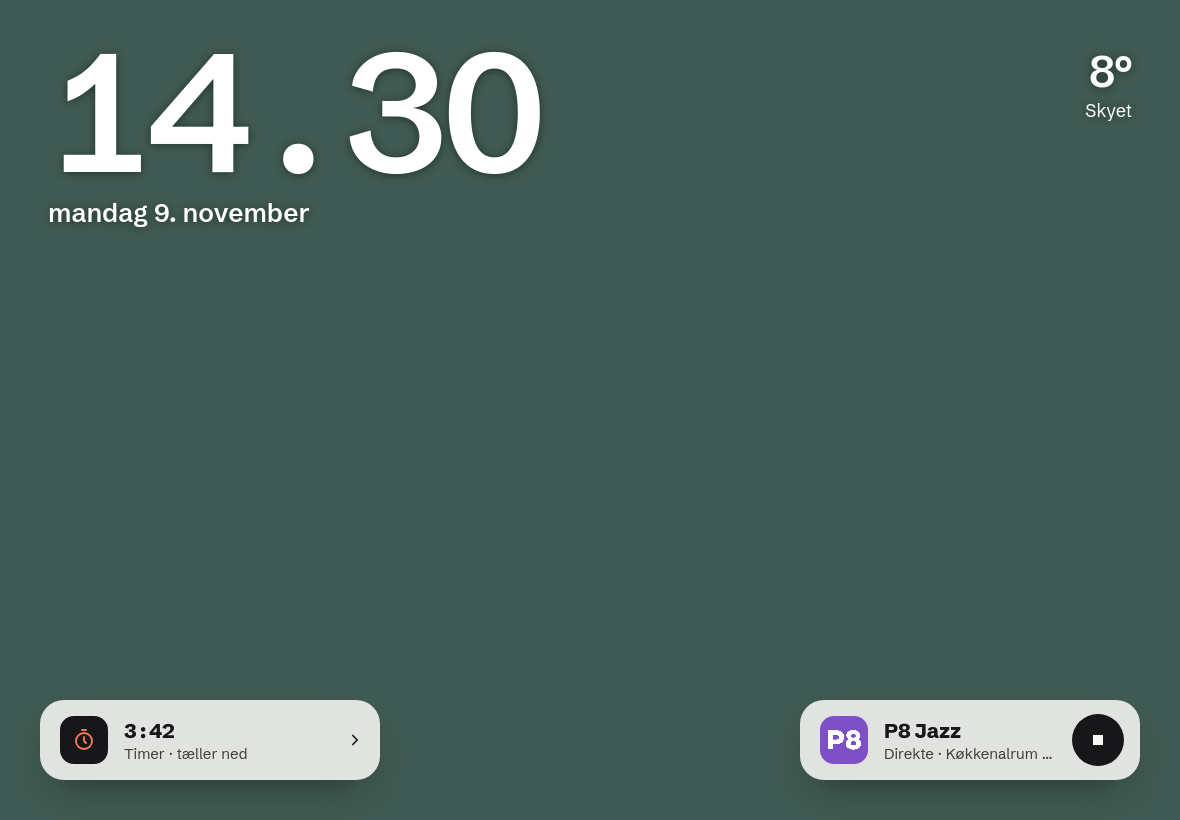 14.30
mandag 9. november
8°
Skyet
3:42
Timer · tæller ned
P8
P8 Jazz
Direkte · Køkkenalrum ...